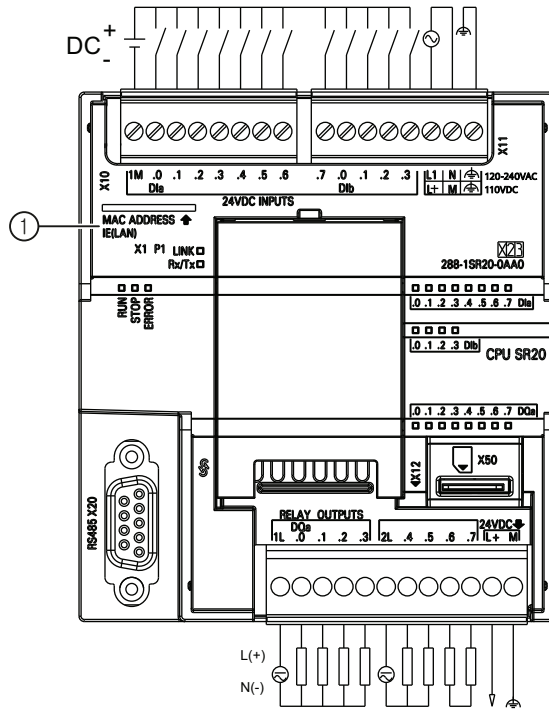 DC + -
X10
X11
1M .0 .1 .2 .3 .4 .5 .6 .7 .0 .1 .2 .3 L1 N 120-240VAC
DIa DIb L+ M 110VDC
24VDC INPUTS
MAC ADDRESS
1
IE(LAN)
X1 P1 LINK
Rx/Tx
X 2 3
288-1SR20-0AA0
RUN
STOP
ERROR
.0 .1 .2 .3 .4 .5 .6 .7 DIa
.0 .1 .2 .3 DIb
CPU SR20
.0 .1 .2 .3 .4 .5 .6 .7 DQa
X50
4X12
RS485 X20
RELAY OUTPUTS
DQa 24VDC
1L .0 .1 .2 .3 2L .4 .5 .6 .7 L+ M
L(+)
N(-)